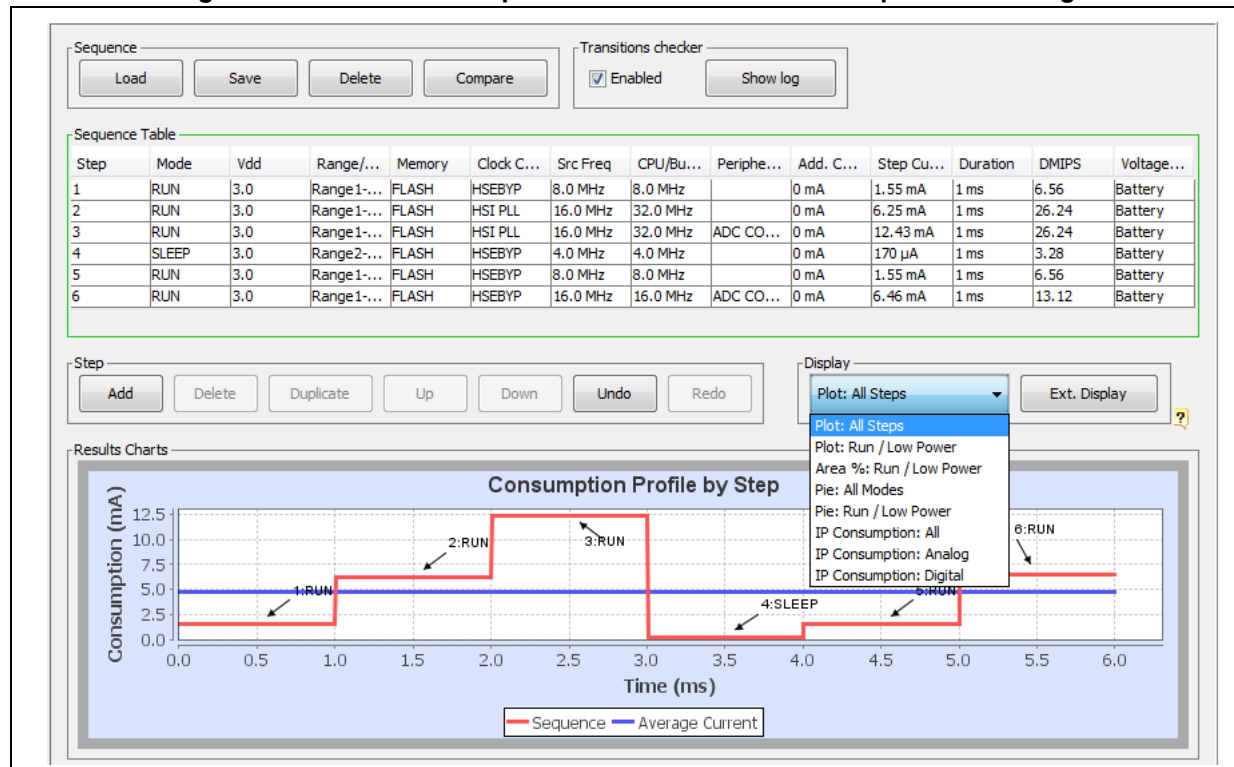 Sequence
Transitions checker
Load Save Delete Compare
Enabled Show log
Sequence Table
Step Mode Vdd Range/... Memory Clock C... Src Freq CPU/Bu... Periphe... Add. C... Step Cu... Duration DMIPS Voltage...
1 RUN 3.0 Range1-... FLASH HSEBYP 8.0 MHz 8.0 MHz 0 mA 1.55 mA 1 ms 6.56 Battery
2 RUN 3.0 Range1-... FLASH HSI PLL 16.0 MHz 32.0 MHz 0 mA 6.25 mA 1 ms 26.24 Battery
3 RUN 3.0 Range1-... FLASH HSI PLL 16.0 MHz 32.0 MHz ADC CO... 0 mA 12.43 mA 1 ms 26.24 Battery
4 SLEEP 3.0 Range2-... FLASH HSEBYP 4.0 MHz 4.0 MHz 0 mA 170 µA 1 ms 3.28 Battery
5 RUN 3.0 Range1-... FLASH HSEBYP 8.0 MHz 8.0 MHz 0 mA 1.55 mA 1 ms 6.56 Battery
6 RUN 3.0 Range1-... FLASH HSEBYP 16.0 MHz 16.0 MHz ADC CO... 0 mA 6.46 mA 1 ms 13.12 Battery
Step
Display
Add Delete Duplicate Up Down Undo Redo
Plot: All Steps Ext. Display
?
Plot: All Steps
Plot: Run / Low Power
Area %: Run / Low Power
Pie: All Modes
Pie: Run / Low Power
IP Consumption: All
IP Consumption: Analog
IP Consumption: Digital
Results Charts
Consumption Profile by Step
Consumption (mA)
12.5
10.0
7.5
5.0
2.5
0.0
1:RUN
2:RUN
3:RUN
4:SLEEP
5:RUN
6:RUN
0.0 0.5 1.0 1.5 2.0 2.5 3.0 3.5 4.0 4.5 5.0 5.5 6.0
Time (ms)
Sequence Average Current